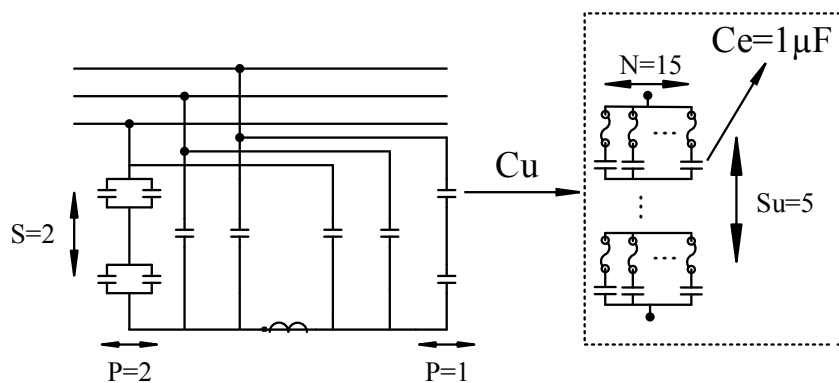 Ce=1µF
N=15
Cu
S=2
Su=5
P=2
P=1